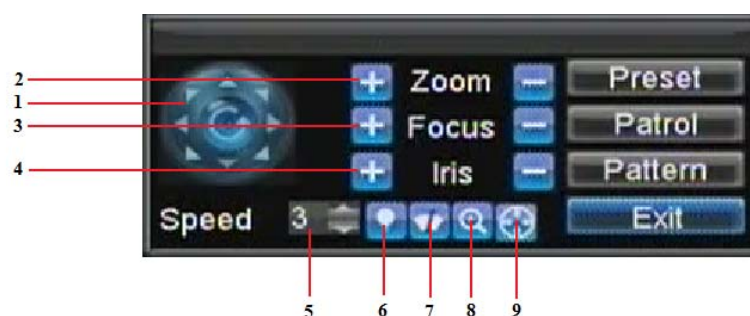 2
1
3
4
+ Zoom − Preset
+ Focus − Patrol
+ Iris − Pattern
Speed 3 Exit
5 6 7 8 9